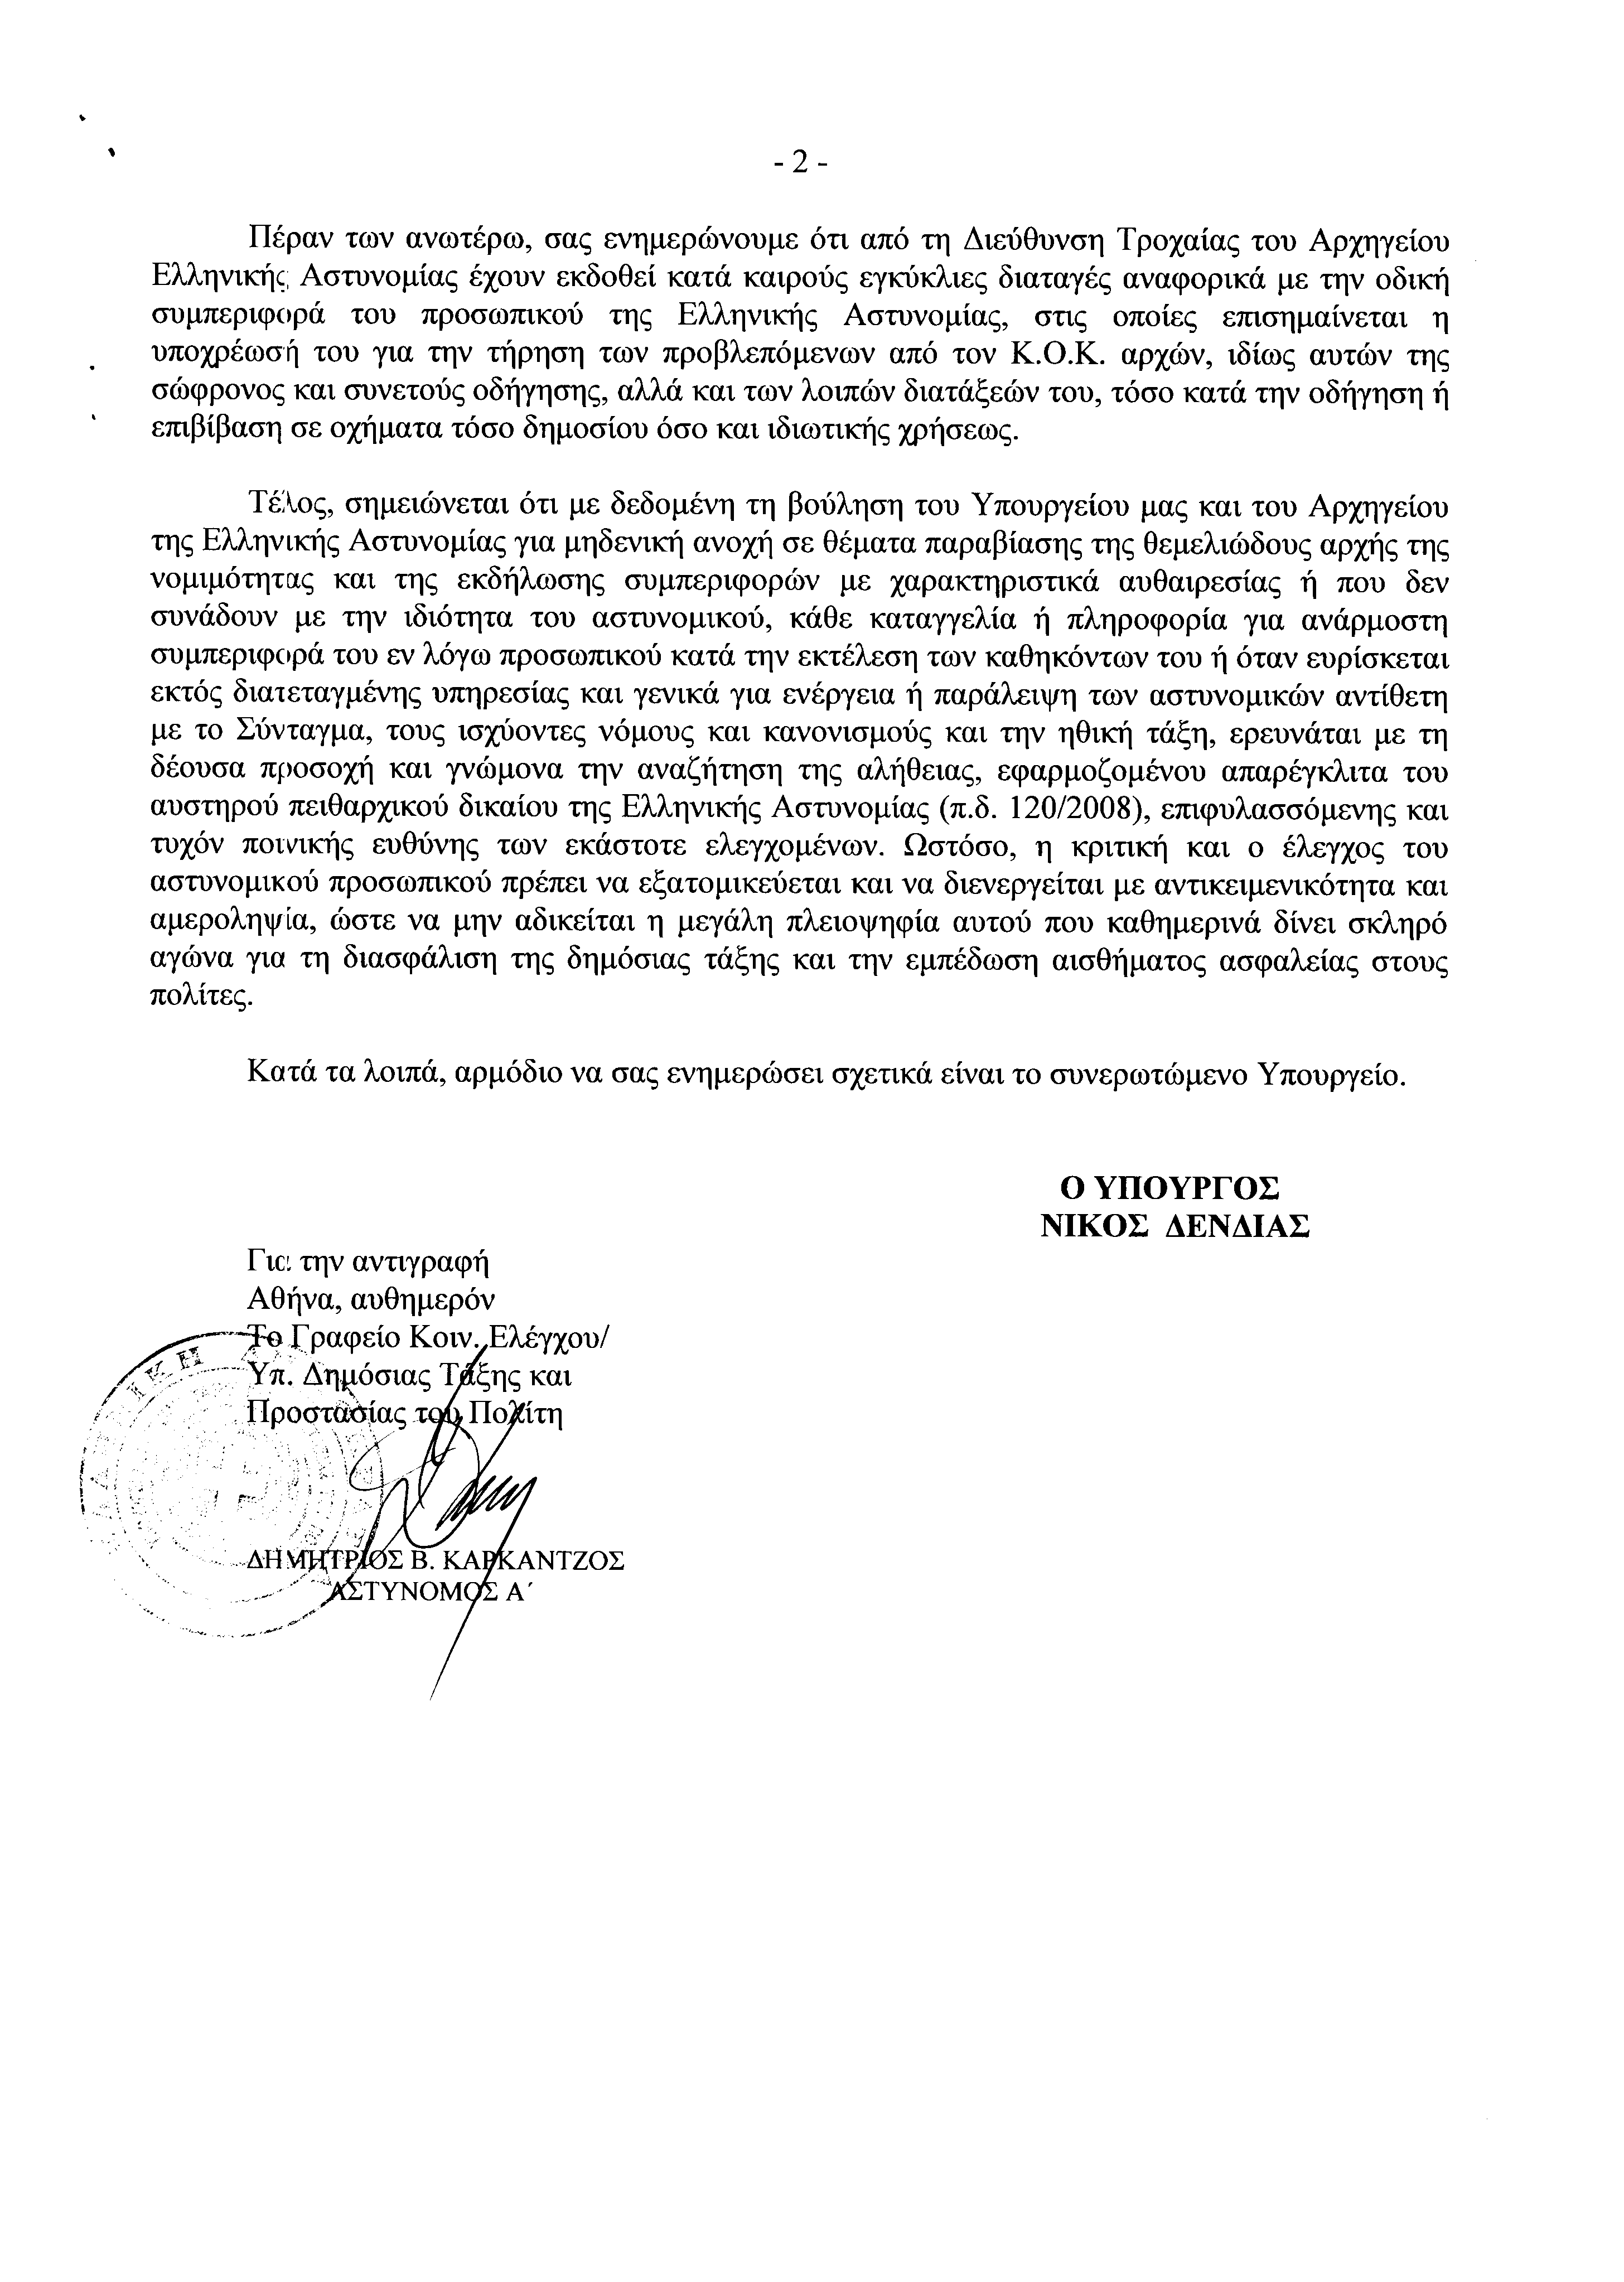 - 2 -
Πέραν των ανωτέρω, σας ενημερώνουμε ότι από τη Διεύθυνση Τροχαίας του Αρχηγείου
Ελληνικής Αστυνομίας έχουν εκδοθεί κατά καιρούς εγκύκλιες διαταγές αναφορικά με την οδική
συμπεριφορά του προσωπικού της Ελληνικής Αστυνομίας, στις οποίες επισημαίνεται η
υποχρέωσή του για την τήρηση των προβλεπόμενων από τον Κ.Ο.Κ. αρχών, ιδίως αυτών της
σώφρονος και συνετούς οδήγησης, αλλά και των λοιπών διατάξεών του, τόσο κατά την οδήγηση ή
επιβίβαση σε οχήματα τόσο δημοσίου όσο και ιδιωτικής χρήσεως.
Τέλος, σημειώνεται ότι με δεδομένη τη βούληση του Υπουργείου μας και του Αρχηγείου
της Ελληνικής Αστυνομίας για μηδενική ανοχή σε θέματα παραβίασης της θεμελιώδους αρχής της
νομιμότητας και της εκδήλωσης συμπεριφορών με χαρακτηριστικά αυθαιρεσίας ή που δεν
συνάδουν με την ιδιότητα του αστυνομικού, κάθε καταγγελία ή πληροφορία για ανάρμοστη
συμπεριφορά του εν λόγω προσωπικού κατά την εκτέλεση των καθηκόντων του ή όταν ευρίσκεται
εκτός διατεταγμένης υπηρεσίας και γενικά για ενέργεια ή παράλειψη των αστυνομικών αντίθετη
με το Σύνταγμα, τους ισχύοντες νόμους και κανονισμούς και την ηθική τάξη, ερευνάται με τη
δέουσα προσοχή και γνώμονα την αναζήτηση της αλήθειας, εφαρμοζομένου απαρέγκλιτα του
αυστηρού πειθαρχικού δικαίου της Ελληνικής Αστυνομίας (π.δ. 120/2008), επιφυλασσόμενης και
τυχόν ποινικής ευθύνης των εκάστοτε ελεγχομένων. Ωστόσο, η κριτική και ο έλεγχος του
αστυνομικού προσωπικού πρέπει να εξατομικεύεται και να διενεργείται με αντικειμενικότητα και
αμεροληψία, ώστε να μην αδικείται η μεγάλη πλειοψηφία αυτού που καθημερινά δίνει σκληρό
αγώνα για τη διασφάλιση της δημόσιας τάξης και την εμπέδωση αισθήματος ασφαλείας στους
πολίτες.
Κατά τα λοιπά, αρμόδιο να σας ενημερώσει σχετικά είναι το συνερωτώμενο Υπουργείο.
Ο ΥΠΟΥΡΓΟΣ
ΝΙΚΟΣ ΔΕΝΔΙΑΣ
Για την αντιγραφή
Αθήνα, αυθημερόν
Το Γραφείο Κοιν. Ελέγχου/
Υπ. Δημόσιας Τάξης και
Προστασίας του Πολίτη
ΔΗΜΗΤΡΙΟΣ Β. ΚΑΡΚΑΝΤΖΟΣ
ΑΣΤΥΝΟΜΟΣ Α΄